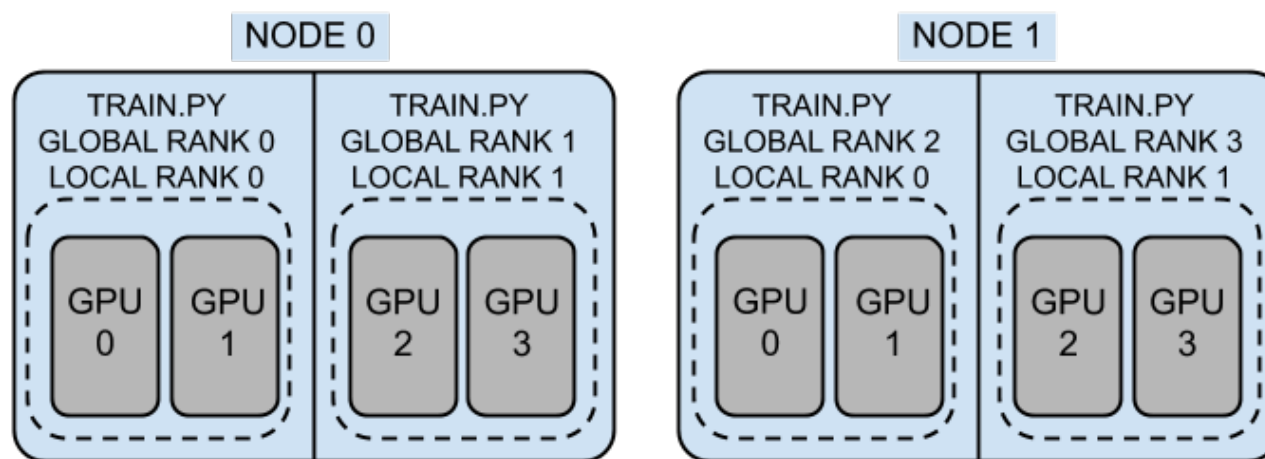 NODE 0
TRAIN.PY
GLOBAL RANK 0
LOCAL RANK 0
GPU
0
GPU
1
TRAIN.PY
GLOBAL RANK 1
LOCAL RANK 1
GPU
2
GPU
3
NODE 1
TRAIN.PY
GLOBAL RANK 2
LOCAL RANK 0
GPU
0
GPU
1
TRAIN.PY
GLOBAL RANK 3
LOCAL RANK 1
GPU
2
GPU
3